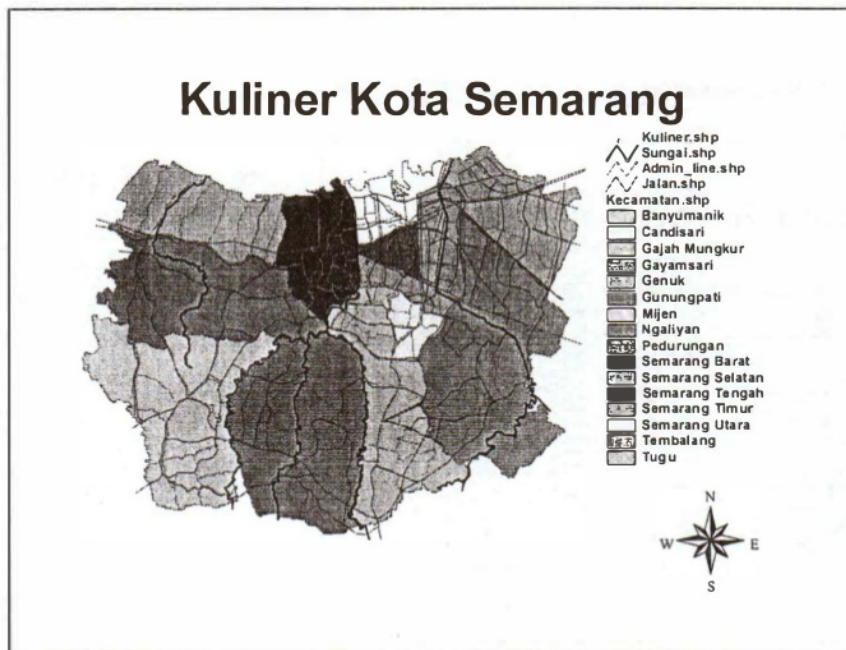 Kuliner Kota Semarang
Kuliner.shp
Sungai.shp
Admin_line.shp
Jalan.shp
Kecamatan.shp
Banyumanik
Candisari
Gajah Mungkur
Gayamsari
Genuk
Gunungpati
Mijen
Ngaliyan
Pedurungan
Semarang Barat
Semarang Selatan
Semarang Tengah
Semarang Timur
Semarang Utara
Tembalang
Tugu
N
W E
S